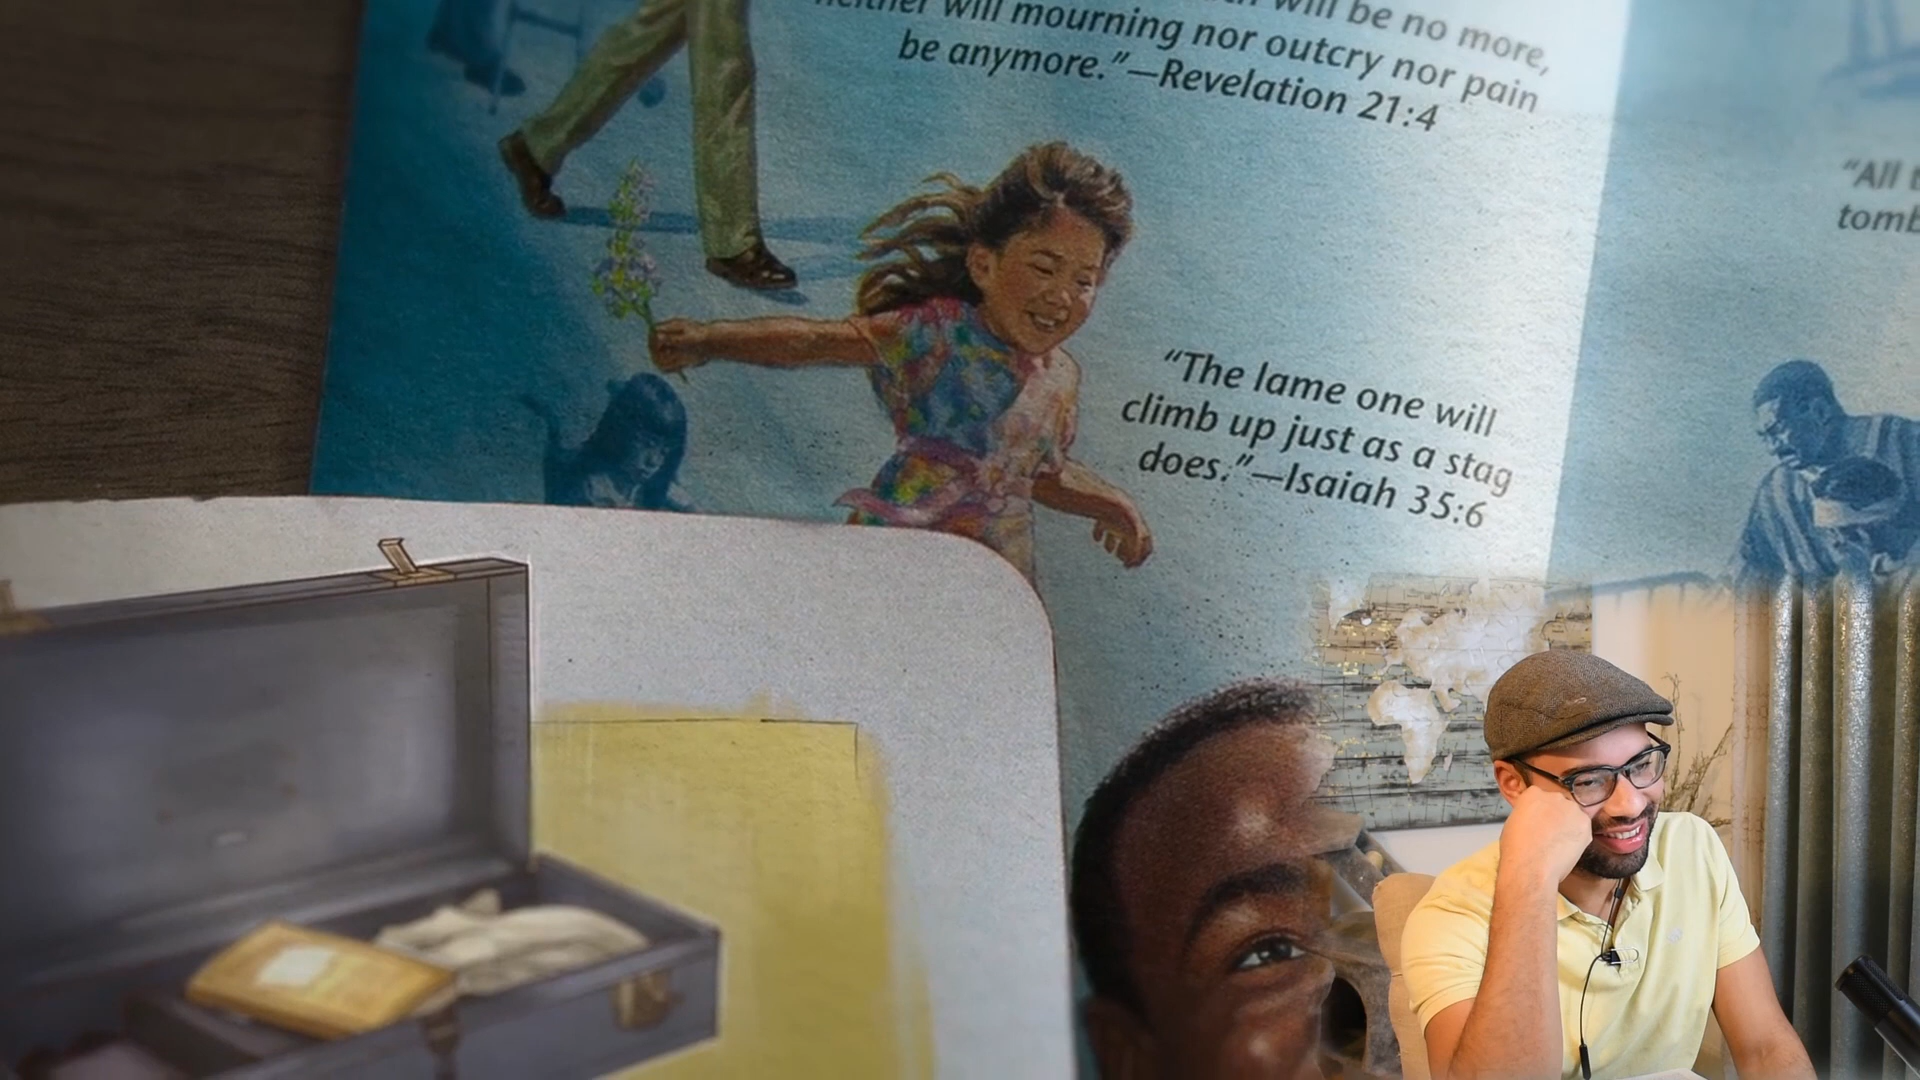 will be no more,
neither will mourning nor outcry nor pain
be anymore.”—Revelation 21:4
“The lame one will
climb up just as a stag
does.”—Isaiah 35:6
“All
tomb